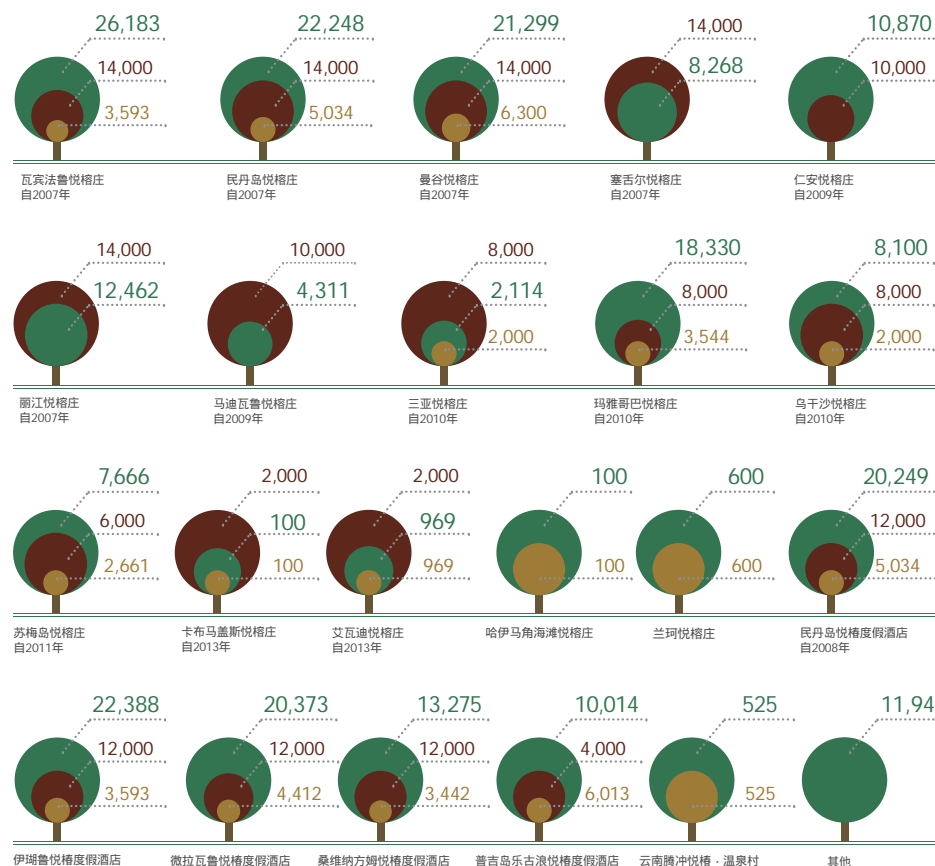 26,183
14,000
3,593
瓦宾法鲁悦榕庄
自2007年
22,248
14,000
5,034
民丹岛悦榕庄
自2007年
21,299
14,000
6,300
曼谷悦榕庄
自2007年
14,000
8,268
塞舌尔悦榕庄
自2007年
10,870
10,000
仁安悦榕庄
自2009年
14,000
12,462
丽江悦榕庄
自2007年
10,000
4,311
马迪瓦鲁悦榕庄
自2009年
8,000
2,114
2,000
三亚悦榕庄
自2010年
18,330
8,000
3,544
玛雅哥巴悦榕庄
自2010年
8,100
8,000
2,000
乌干沙悦榕庄
自2010年
7,666
6,000
2,661
苏梅岛悦榕庄
自2011年
2,000
100
100
卡布马盖斯悦榕庄
自2013年
2,000
969
969
艾瓦迪悦榕庄
自2013年
100
100
哈伊马角海滩悦榕庄
600
600
兰珂悦榕庄
20,249
12,000
5,034
民丹岛悦椿度假酒店
自2008年
22,388
12,000
3,593
伊瑚鲁悦椿度假酒店
20,373
12,000
4,412
微拉瓦鲁悦椿度假酒店
13,275
12,000
3,442
桑维纳方姆悦椿度假酒店
10,014
4,000
6,013
普吉岛乐古浪悦椿度假酒店
525
525
云南腾冲悦椿·温泉村
11,94
其他